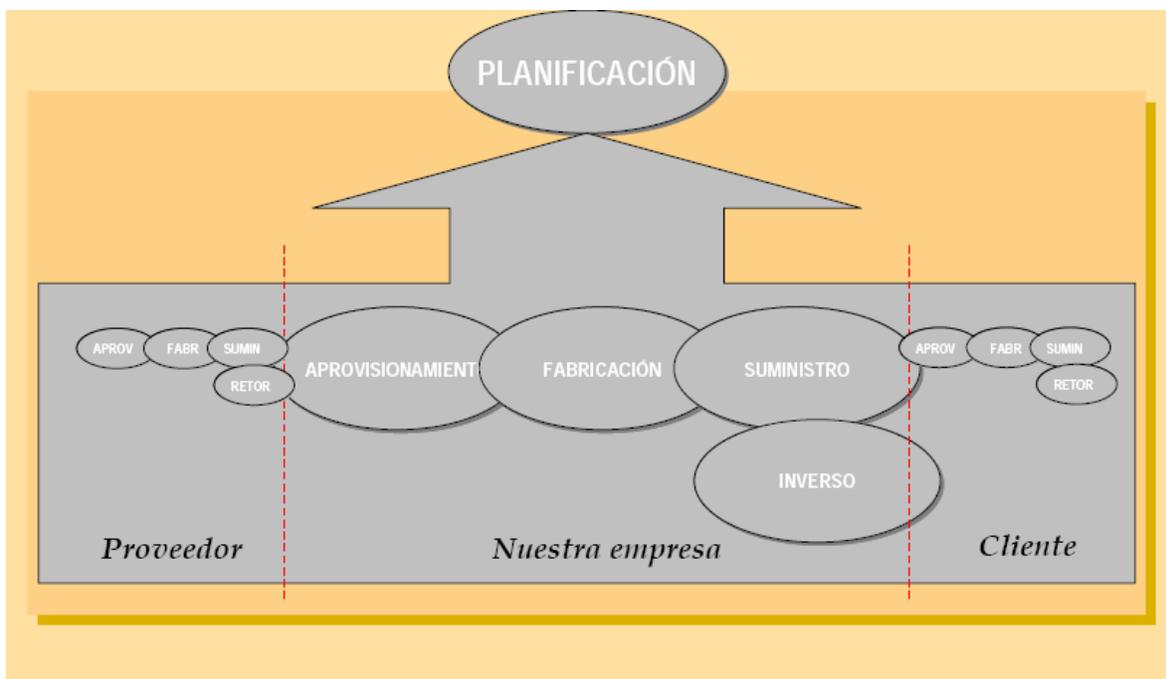 PLANIFICACIÓN
APROV FABR SUMIN APROV FABR SUMIN
APROVISIONAMIENT FABRICACIÓN SUMINISTRO
RETOR RETOR
INVERSO
Proveedor Nuestra empresa Cliente